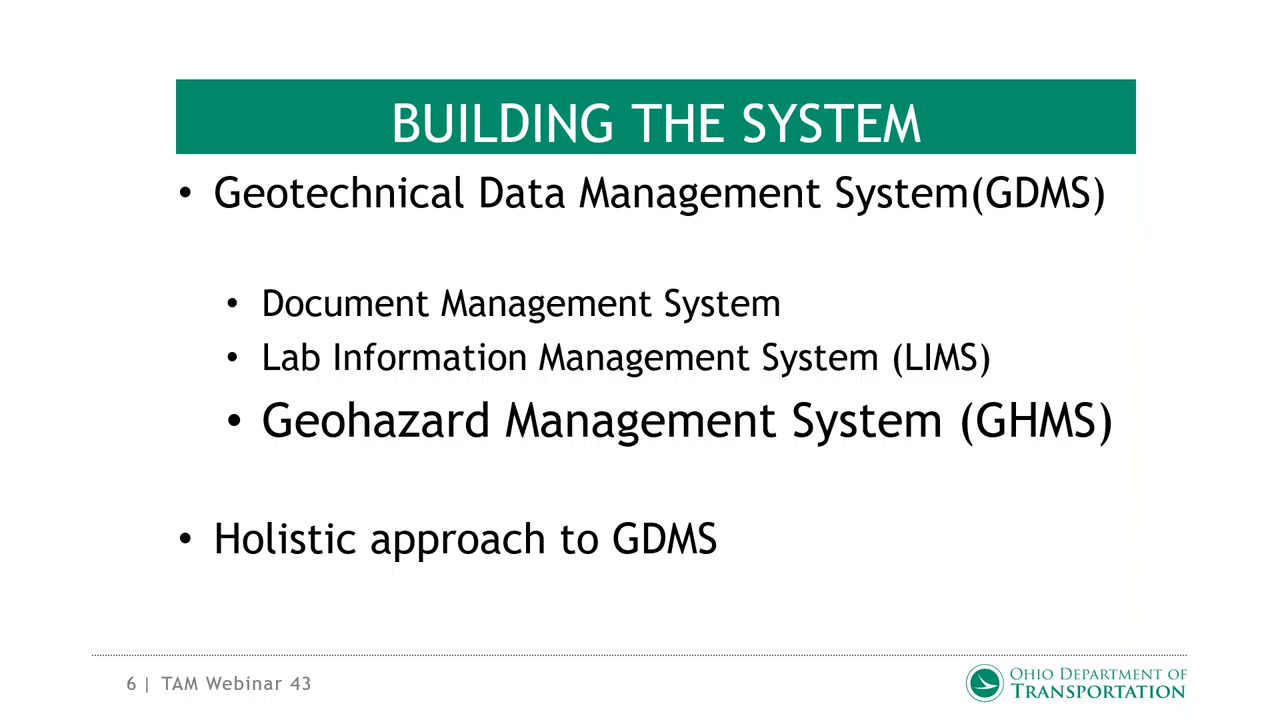 BUILDING THE SYSTEM
• Geotechnical Data Management System(GDMS)
• Document Management System
• Lab Information Management System (LIMS)
• Geohazard Management System (GHMS)
• Holistic approach to GDMS
6 | TAM Webinar 43
OHIO DEPARTMENT OF
TRANSPORTATION